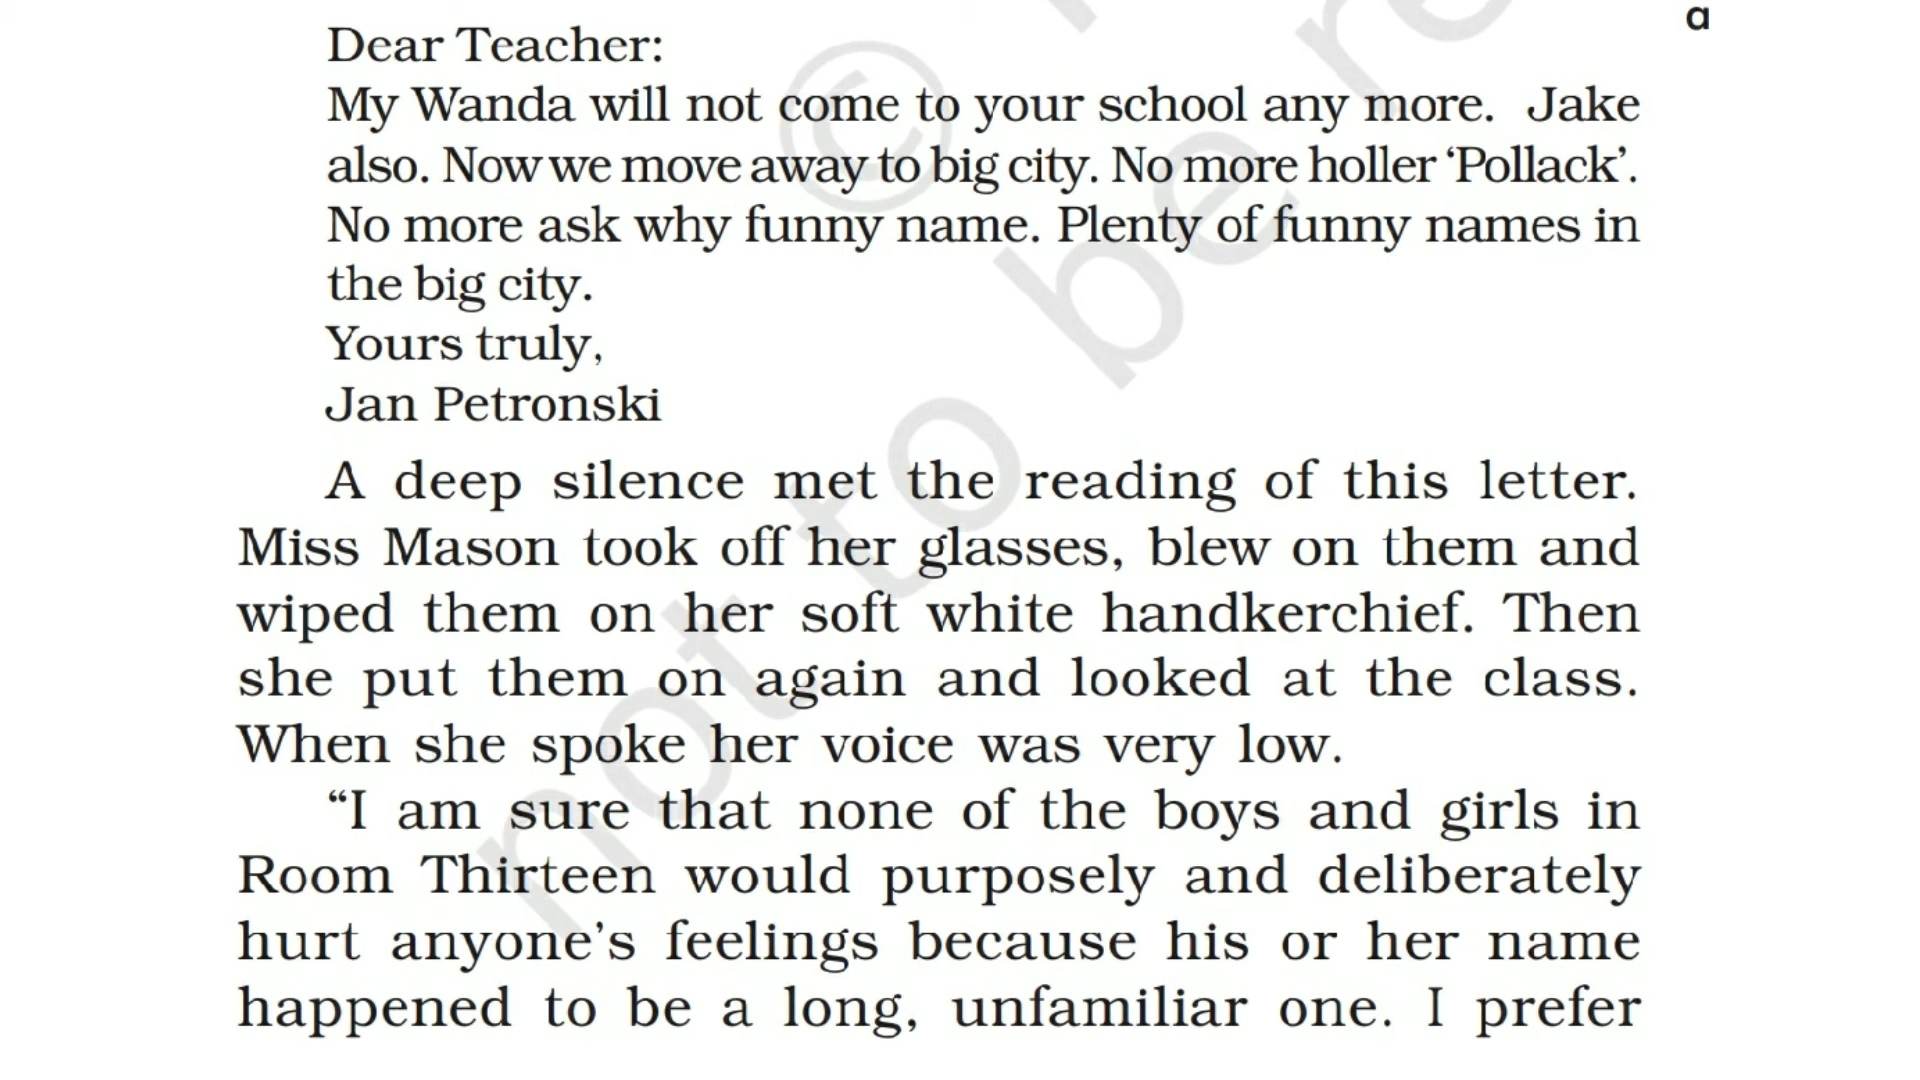 a
Dear Teacher:
My Wanda will not come to your school any more. Jake
also. Now we move away to big city. No more holler ‘Pollack’.
No more ask why funny name. Plenty of funny names in
the big city.
Yours truly,
Jan Petronski
A deep silence met the reading of this letter.
Miss Mason took off her glasses, blew on them and
wiped them on her soft white handkerchief. Then
she put them on again and looked at the class.
When she spoke her voice was very low.
“I am sure that none of the boys and girls in
Room Thirteen would purposely and deliberately
hurt anyone’s feelings because his or her name
happened to be a long, unfamiliar one. I prefer
©
not to be re